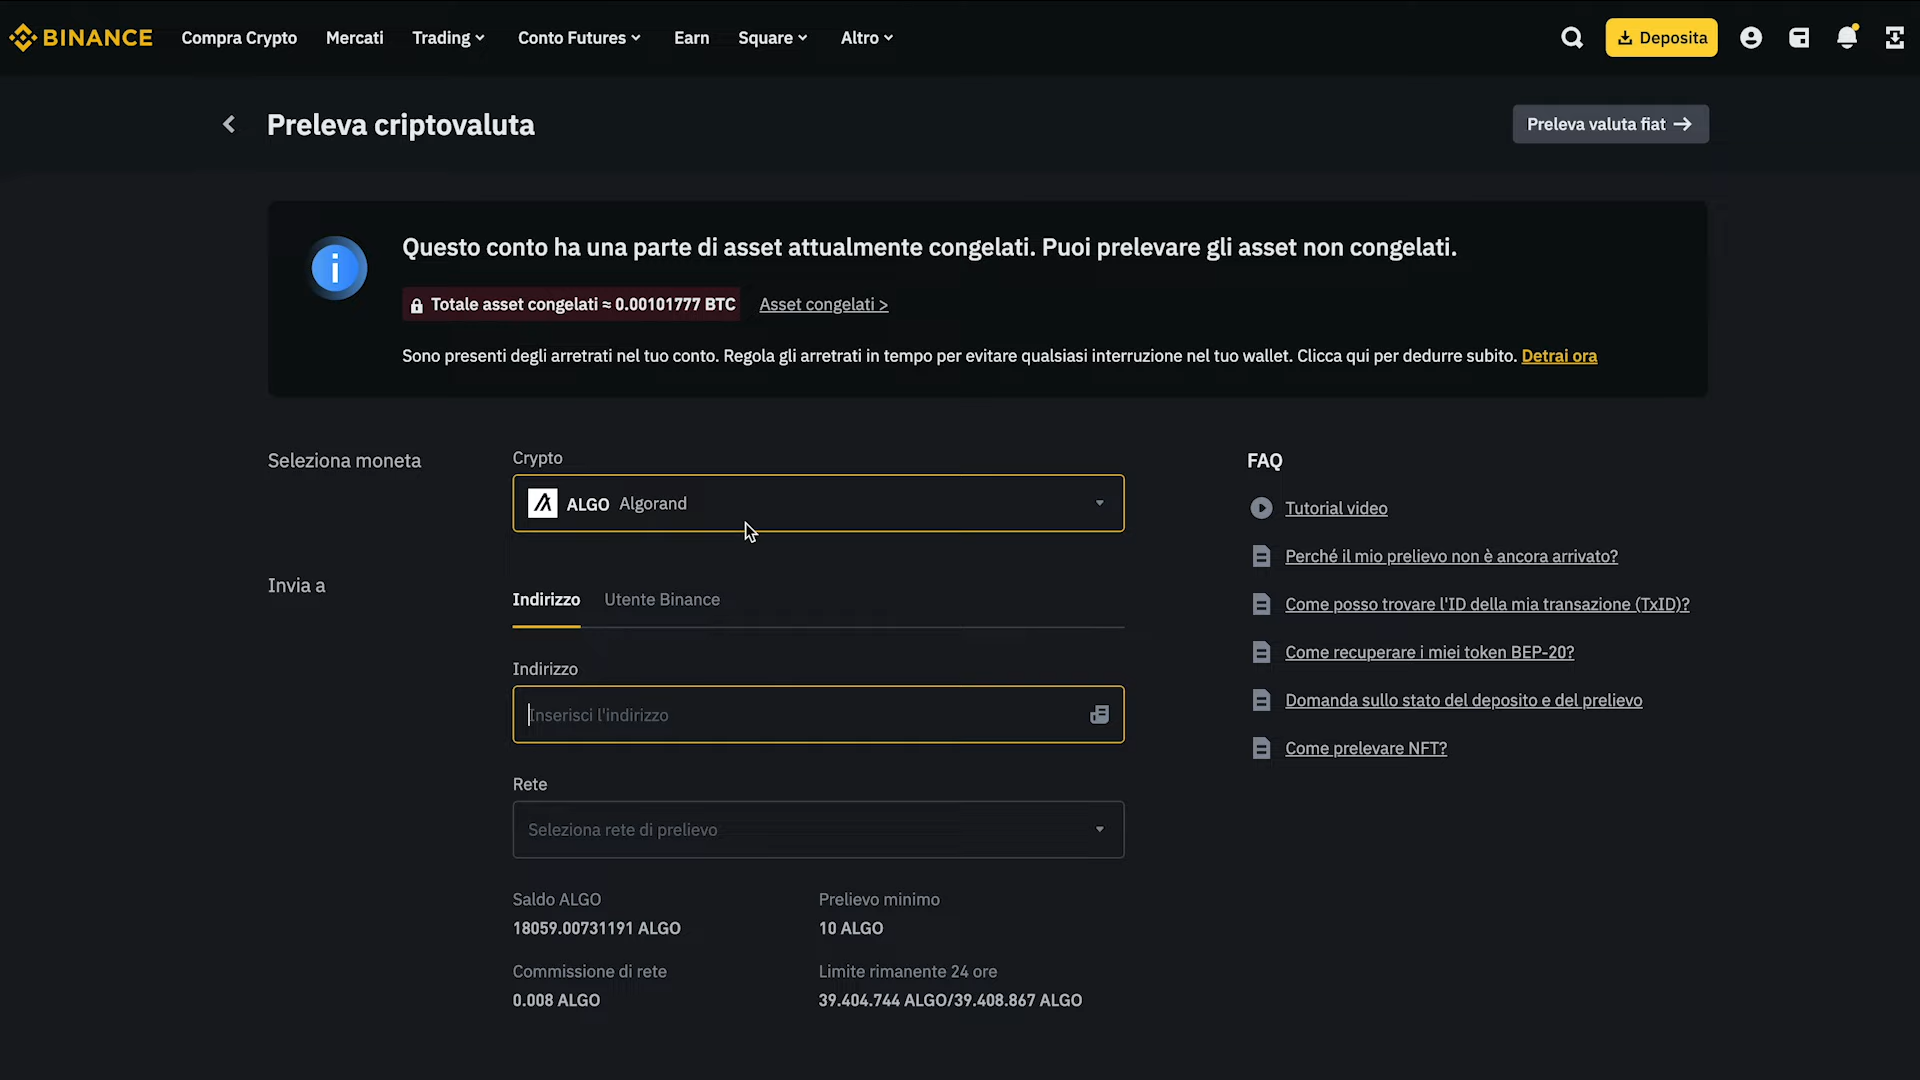 BINANCE Compra Crypto Mercati Trading Conto Futures Earn Square Altro Deposita
Preleva criptovaluta
Preleva valuta fiat →
Questo conto ha una parte di asset attualmente congelati. Puoi prelevare gli asset non congelati.
Totale asset congelati ≈ 0.00101777 BTC Asset congelati >
Sono presenti degli arretrati nel tuo conto. Regola gli arretrati in tempo per evitare qualsiasi interruzione nel tuo wallet. Clicca qui per dedurre subito. Detrai ora
Seleziona moneta
Crypto
ALGO Algorand
Invia a
Indirizzo Utente Binance
Indirizzo
Inserisci l'indirizzo
Rete
Seleziona rete di prelievo
Saldo ALGO
18059.00731191 ALGO
Prelievo minimo
10 ALGO
Commissione di rete
0.008 ALGO
Limite rimanente 24 ore
39.404.744 ALGO/39.408.867 ALGO
FAQ
Tutorial video
Perché il mio prelievo non è ancora arrivato?
Come posso trovare l'ID della mia transazione (TxID)?
Come recuperare i miei token BEP-20?
Domanda sullo stato del deposito e del prelievo
Come prelevare NFT?